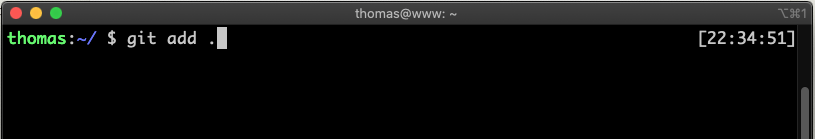 thomas@www: ~
⌥⌘1
thomas:~/ $ git add . [22:34:51]